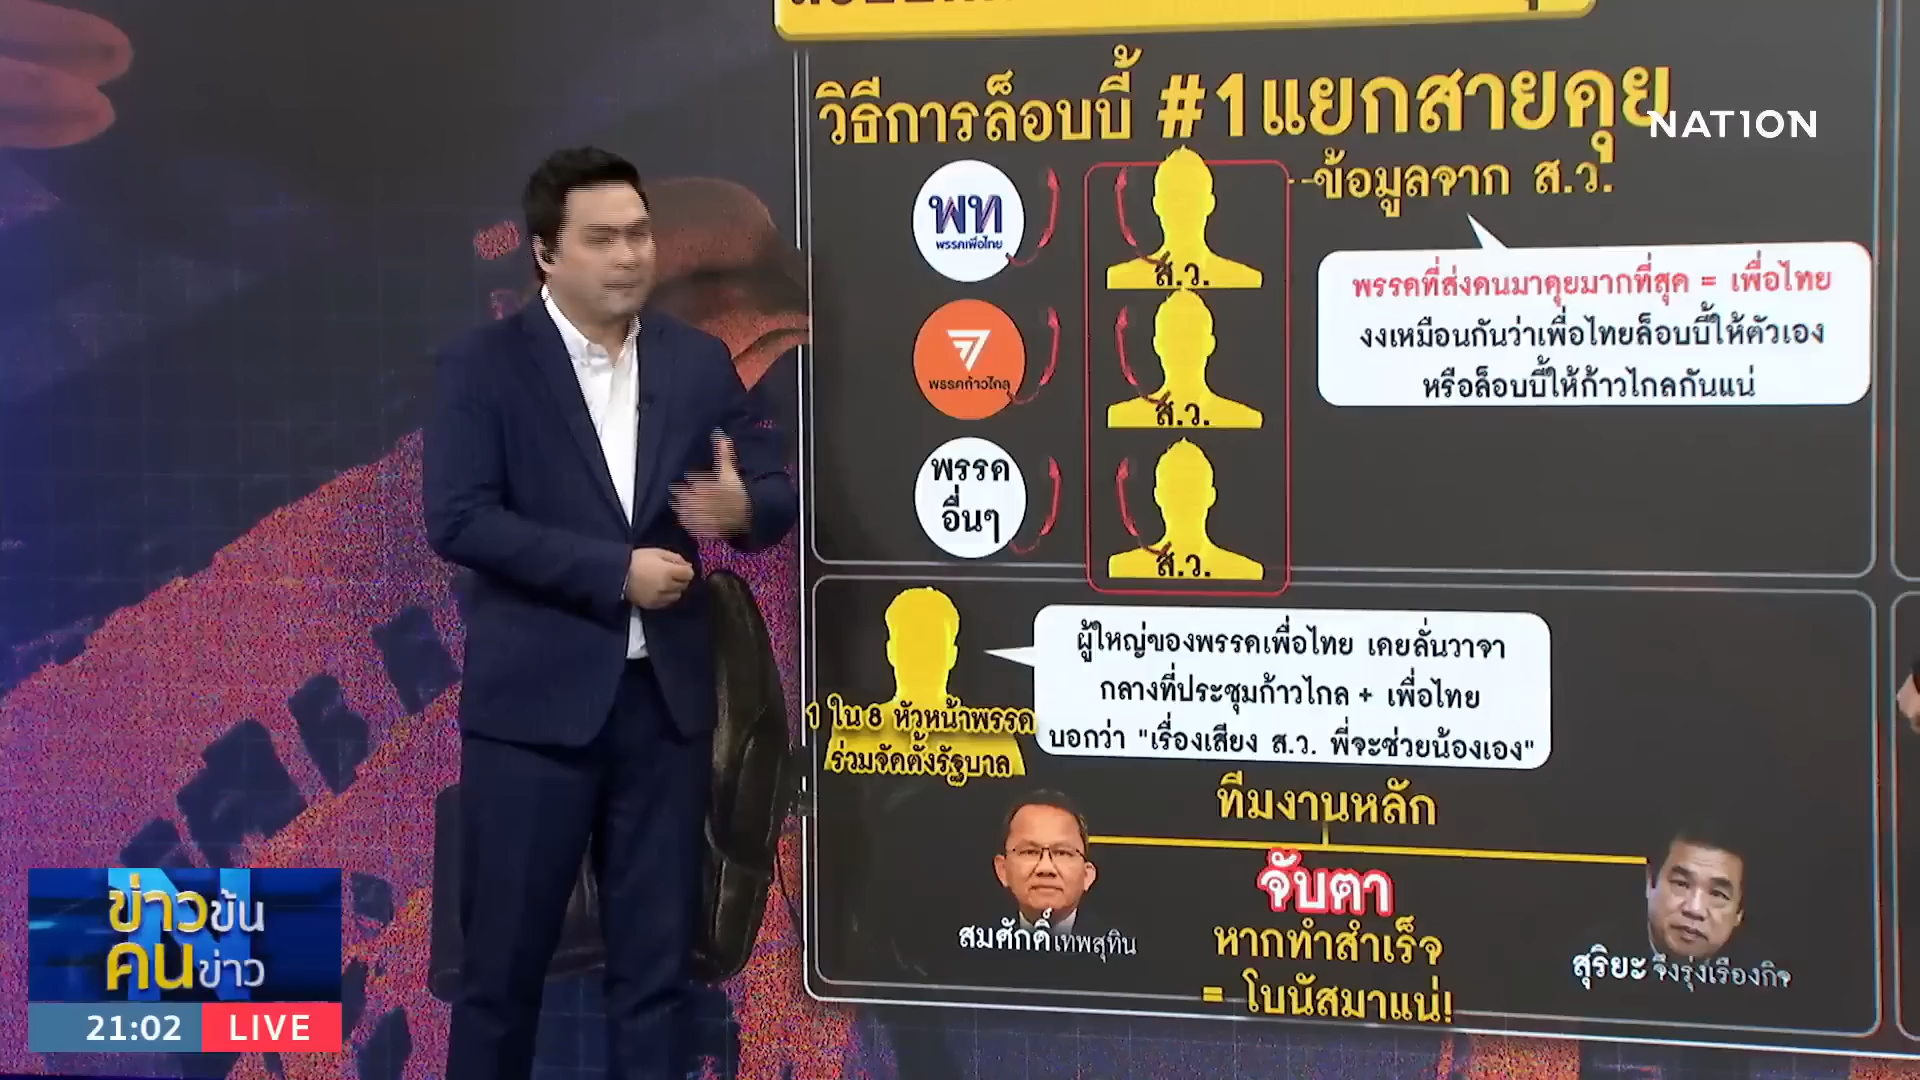 วิธีการล็อบบี้ #1แยกสายคุย
NATION
ข้อมูลจาก ส.ว.
พท
พรรคเพื่อไทย
ส.ว.
พรรคที่ส่งคนมาคุยมากที่สุด = เพื่อไทย
งงเหมือนกันว่าเพื่อไทยล็อบบี้ให้ตัวเอง
หรือล็อบบี้ให้ก้าวไกลกันแน่
พรรคก้าวไกล
ส.ว.
พรรค
อื่นๆ
ส.ว.
ผู้ใหญ่ของพรรคเพื่อไทย เคยลั่นวาจา
กลางที่ประชุมก้าวไกล + เพื่อไทย
บอกว่า "เรื่องเสียง ส.ว. พี่จะช่วยน้องเอง"
1 ใน 8 หัวหน้าพรรค
ร่วมจัดตั้งรัฐบาล
ทีมงานหลัก
จับตา
หากทำสำเร็จ
= โบนัสมาแน่!
สมศักดิ์ เทพสุทิน
สุริยะ จึงรุ่งเรืองกิจ
ข่าวข้น
คนข่าว
21:02 LIVE